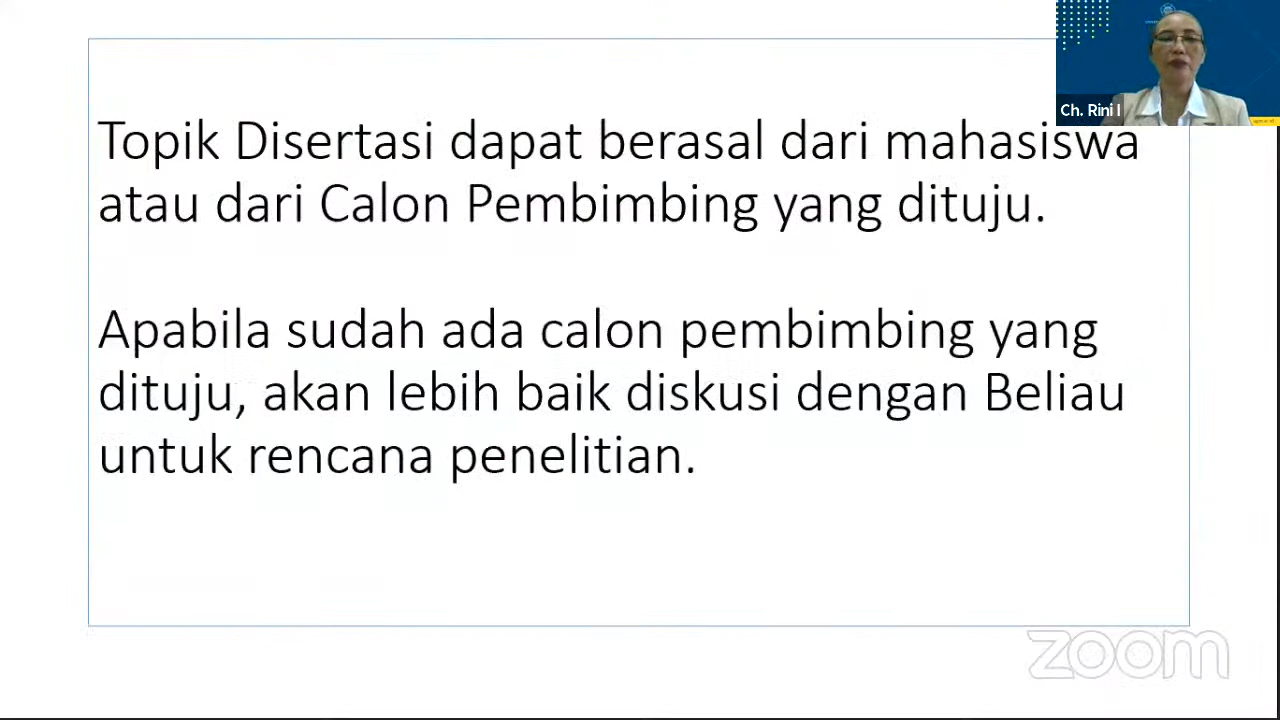 Ch. Rini I
Topik Disertasi dapat berasal dari mahasiswa
atau dari Calon Pembimbing yang dituju.
Apabila sudah ada calon pembimbing yang
dituju, akan lebih baik diskusi dengan Beliau
untuk rencana penelitian.
zoom